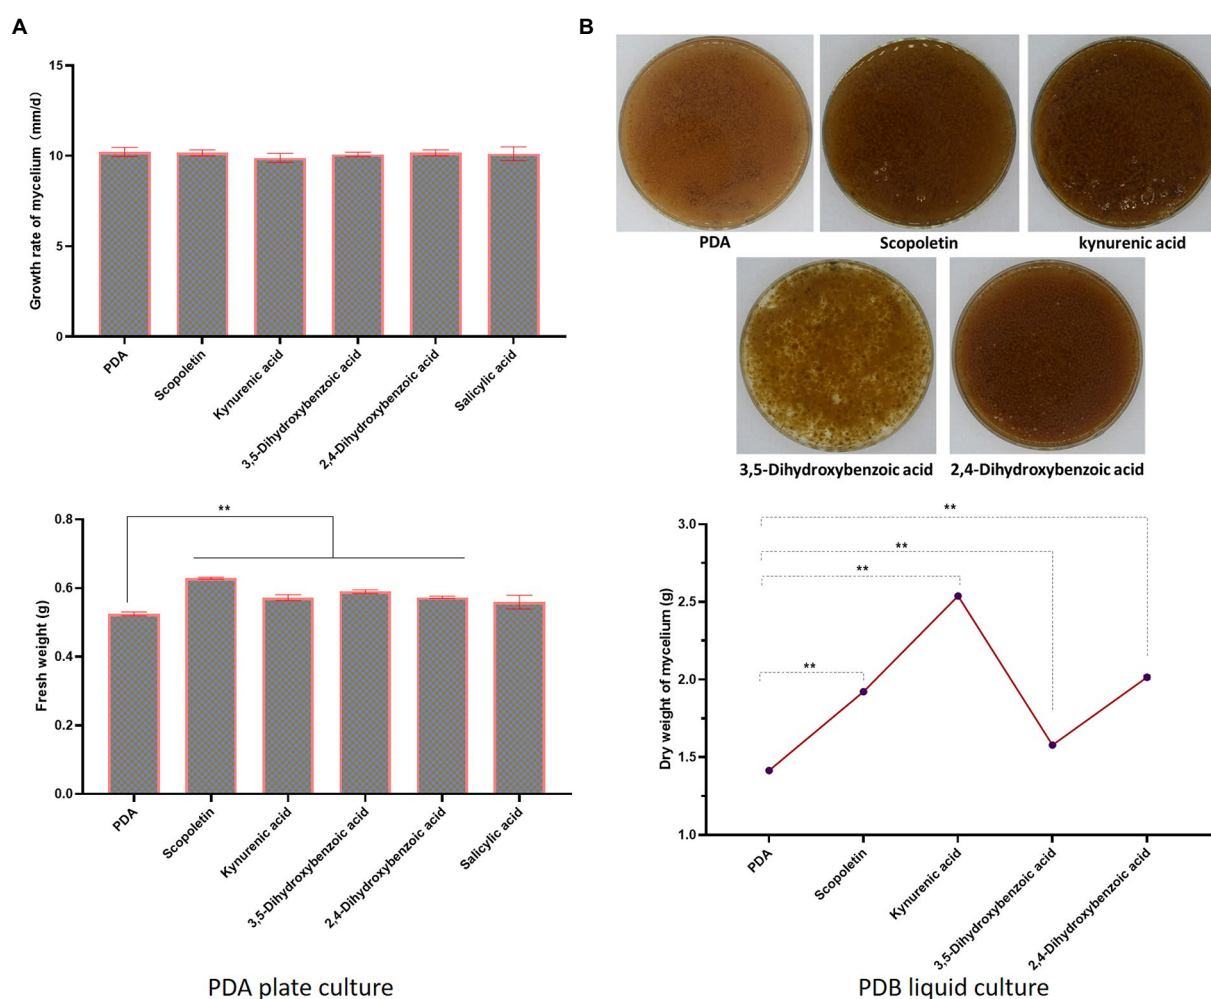 A
Growth rate of mycelium (mm/d)
15
10
5
0
PDA
Scopoletin
Kynurenic acid
3,5-Dihydroxybenzoic acid
2,4-Dihydroxybenzoic acid
Salicylic acid
Fresh weight (g)
0.8
0.6
0.4
0.2
0.0
**
PDA
Scopoletin
Kynurenic acid
3,5-Dihydroxybenzoic acid
2,4-Dihydroxybenzoic acid
Salicylic acid
PDA plate culture
B
PDA
Scopoletin
kynurenic acid
3,5-Dihydroxybenzoic acid
2,4-Dihydroxybenzoic acid
Dry weight of mycelium (g)
3.0
2.5
2.0
1.5
1.0
**
**
**
**
PDA
Scopoletin
Kynurenic acid
3,5-Dihydroxybenzoic acid
2,4-Dihydroxybenzoic acid
PDB liquid culture